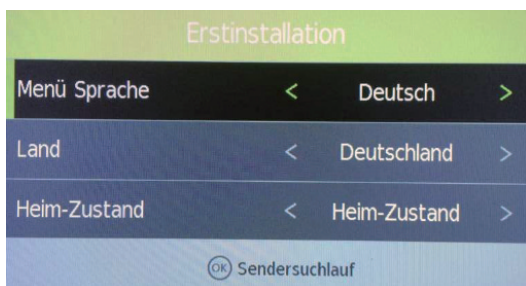 Erstinstallation
Menü Sprache < Deutsch >
Land < Deutschland >
Heim-Zustand < Heim-Zustand >
OK Sendersuchlauf